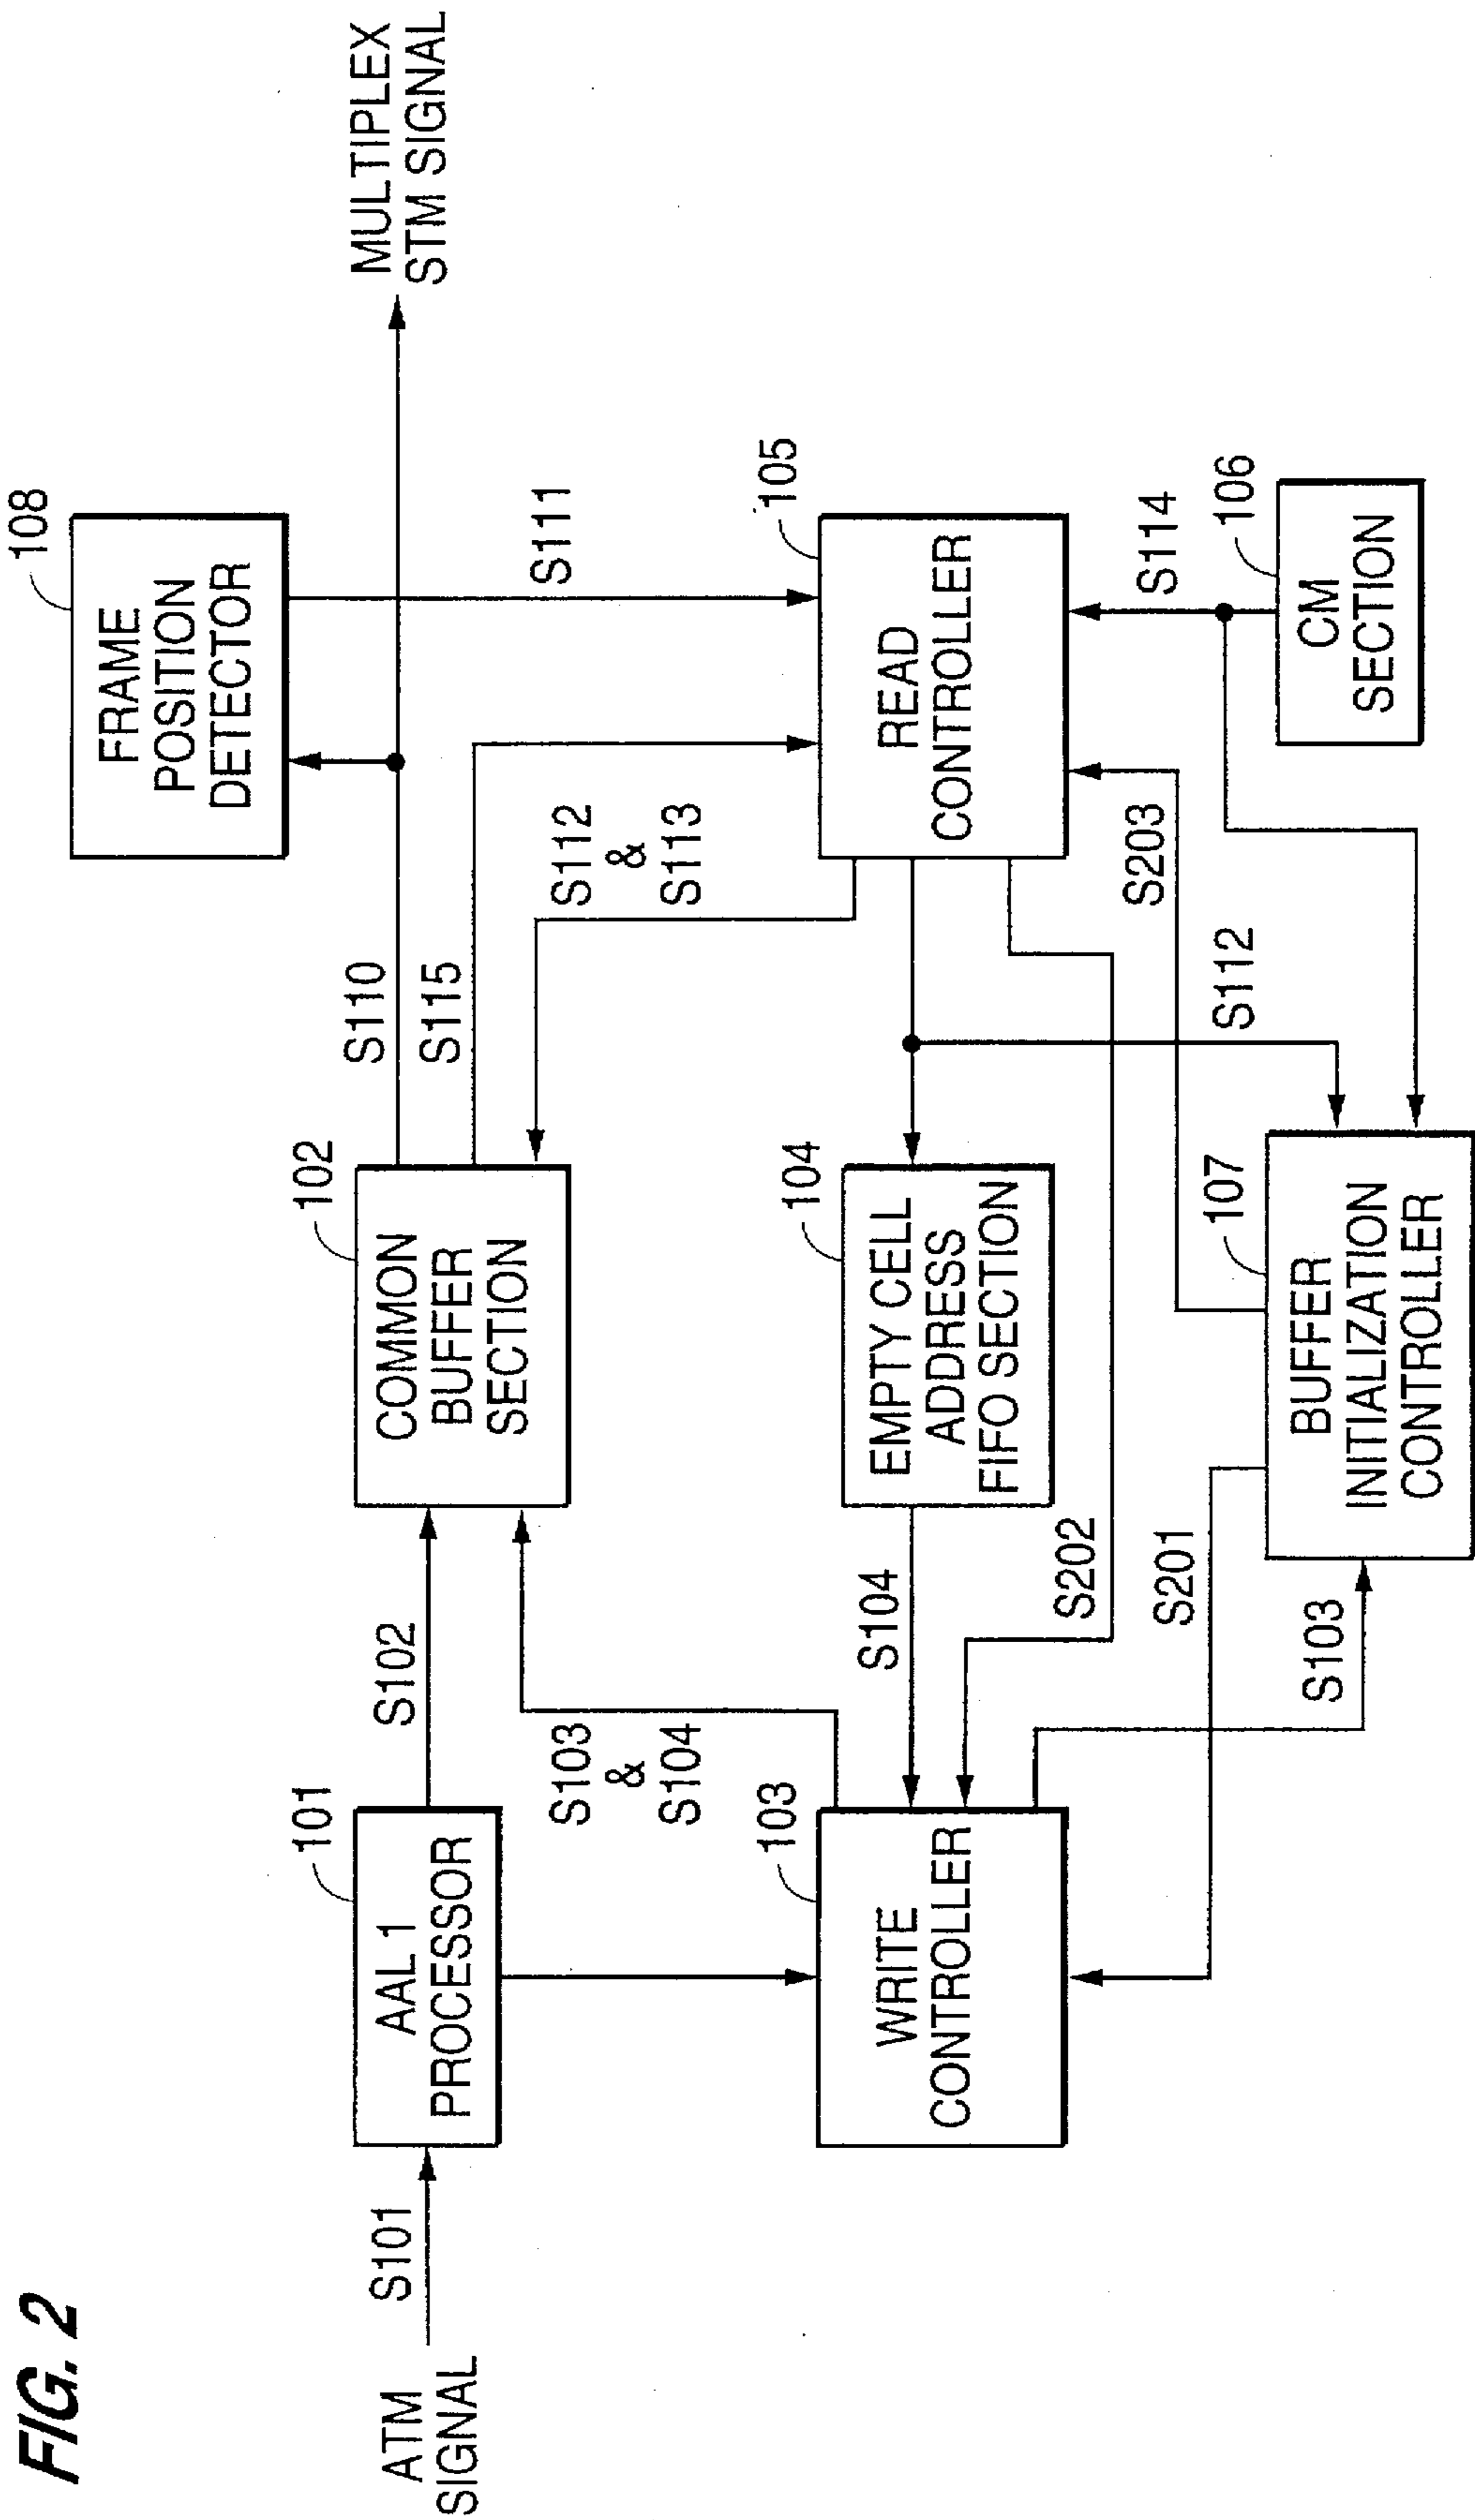 FIG. 2
ATM
SIGNAL
S101
101
AAL1
PROCESSOR
S102
102
COMMON
BUFFER
SECTION
S110
S115
108
FRAME
POSITION
DETECTOR
MULTIPLEX
STM SIGNAL
S103
&
S104
S112
&
S113
S111
103
WRITE
CONTROLLER
S104
104
EMPTY CELL
ADDRESS
FIFO SECTION
105
READ
CONTROLLER
S202
S201
S103
107
BUFFER
INITIALIZATION
CONTROLLER
S112
S203
S114
106
CM
SECTION